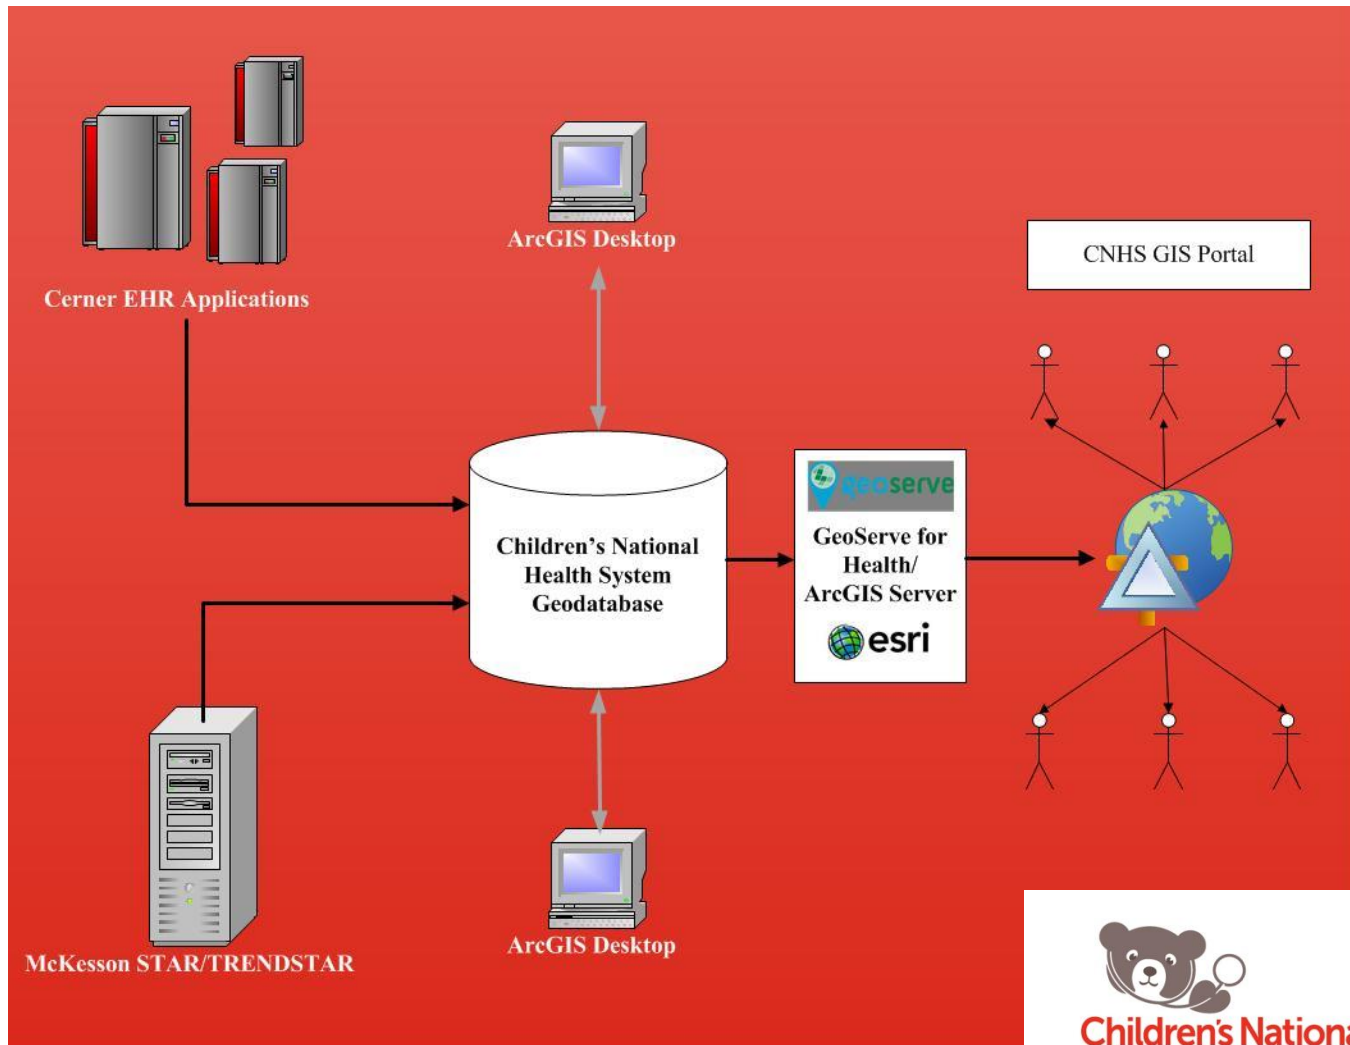 ArcGIS Desktop
CNHS GIS Portal
Cerner EHR Applications
Children's National
Health System
Geodatabase
geoserve
GeoServe for
Health/
ArcGIS Server
esri
McKesson STAR/TRENDSTAR
ArcGIS Desktop
Children's Nationa